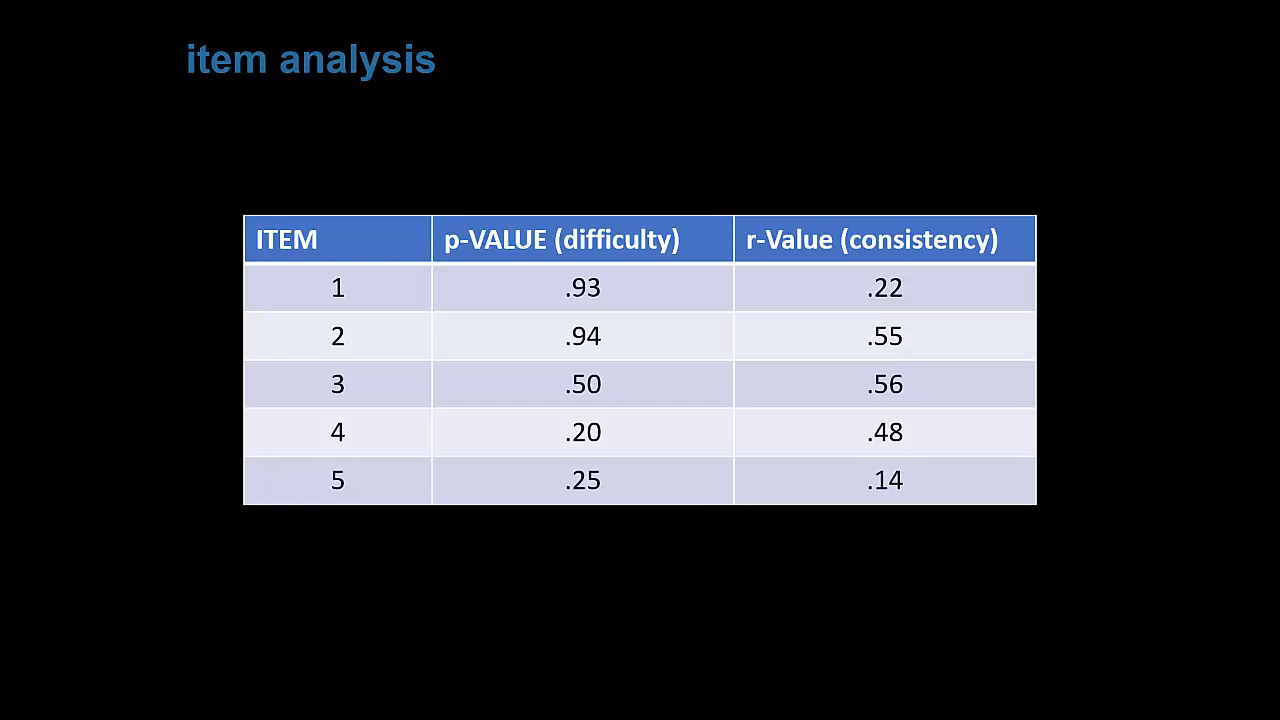 item analysis
ITEM p-VALUE (difficulty) r-Value (consistency)
1 .93 .22
2 .94 .55
3 .50 .56
4 .20 .48
5 .25 .14